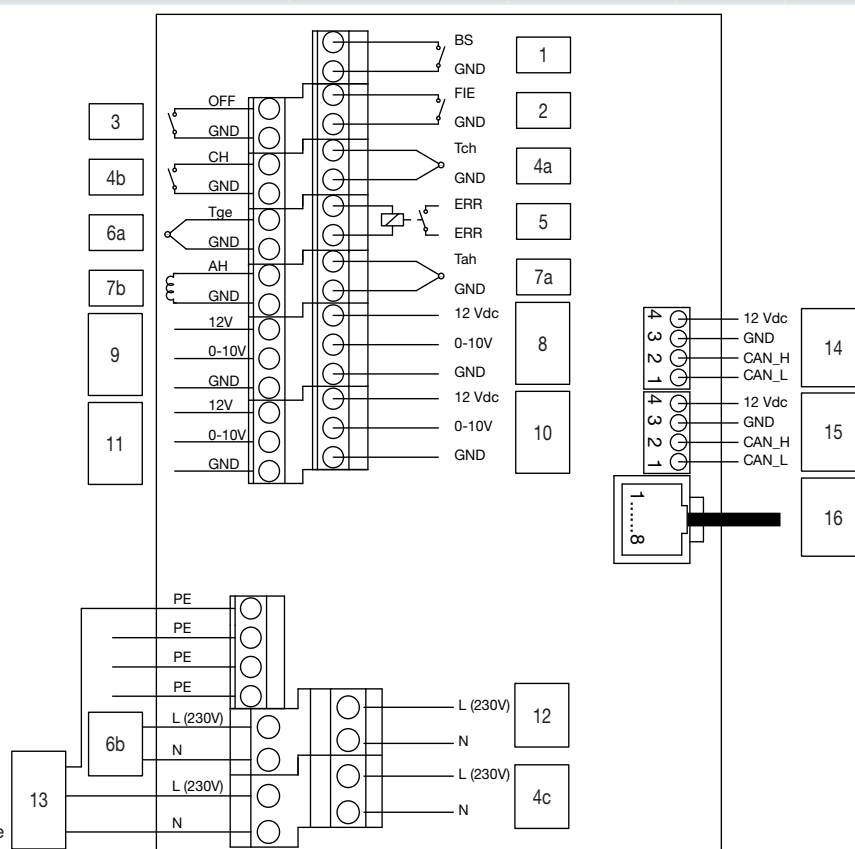 BS
GND
1
FIE
GND
2
OFF
GND
3
Tch
GND
4a
CH
GND
4b
ERR
ERR
5
Tge
GND
6a
Tah
GND
7a
AH
GND
7b
12 Vdc
0-10V
GND
8
12V
0-10V
GND
9
12 Vdc
0-10V
GND
10
12V
0-10V
GND
11
4
3
2
1
12 Vdc
GND
CAN_H
CAN_L
14
4
3
2
1
12 Vdc
GND
CAN_H
CAN_L
15
1......8
16
PE
PE
PE
PE
L (230V)
N
6b
L (230V)
N
12
L (230V)
N
13
L (230V)
N
4c
e